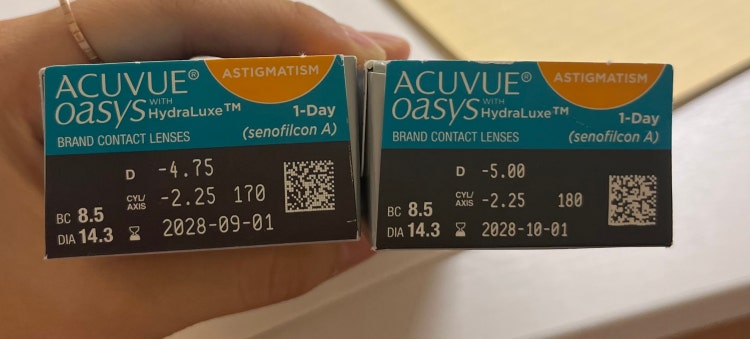 ACUVUE®
ASTIGMATISM
oasys WITH HydraLuxe™
1-Day
BRAND CONTACT LENSES
(senofilcon A)
D -4.75
CYL/AXIS -2.25 170
BC 8.5
DIA 14.3
2028-09-01
ACUVUE®
ASTIGMATISM
oasys WITH HydraLuxe™
1-Day
BRAND CONTACT LENSES
(senofilcon A)
D -5.00
CYL/AXIS -2.25 180
BC 8.5
DIA 14.3
2028-10-01